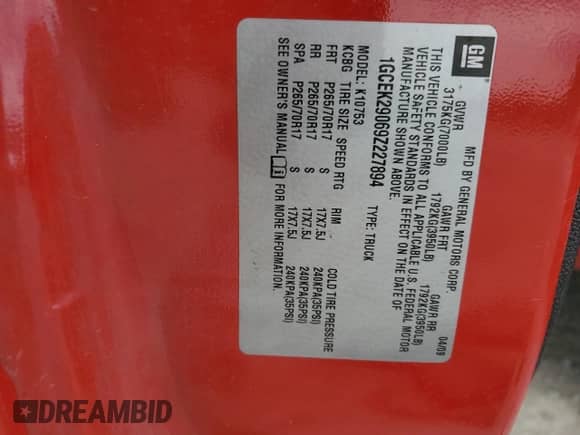 GM
MFD BY GENERAL MOTORS CORP. 04/09
GVWR GAWR FRT GAWR RR
3175KG(7000LB) 1792KG(3950LB) 1792KG(3950LB)
THIS VEHICLE CONFORMS TO ALL APPLICABLE U.S. FEDERAL MOTOR
VEHICLE SAFETY STANDARDS IN EFFECT ON THE DATE OF
MANUFACTURE SHOWN ABOVE.
1GCEK29069Z227894 TYPE: TRUCK
MODEL: K10753
KCBG TIRE SIZE SPEED RTG RIM COLD TIRE PRESSURE
FRT P265/70R17 S 17X7.5J 240KPA(35PSI)
RR P265/70R17 S 17X7.5J 240KPA(35PSI)
SPA P265/70R17 S 17X7.5J 240KPA(35PSI)
SEE OWNER'S MANUAL FOR MORE INFORMATION.
DREAMBID